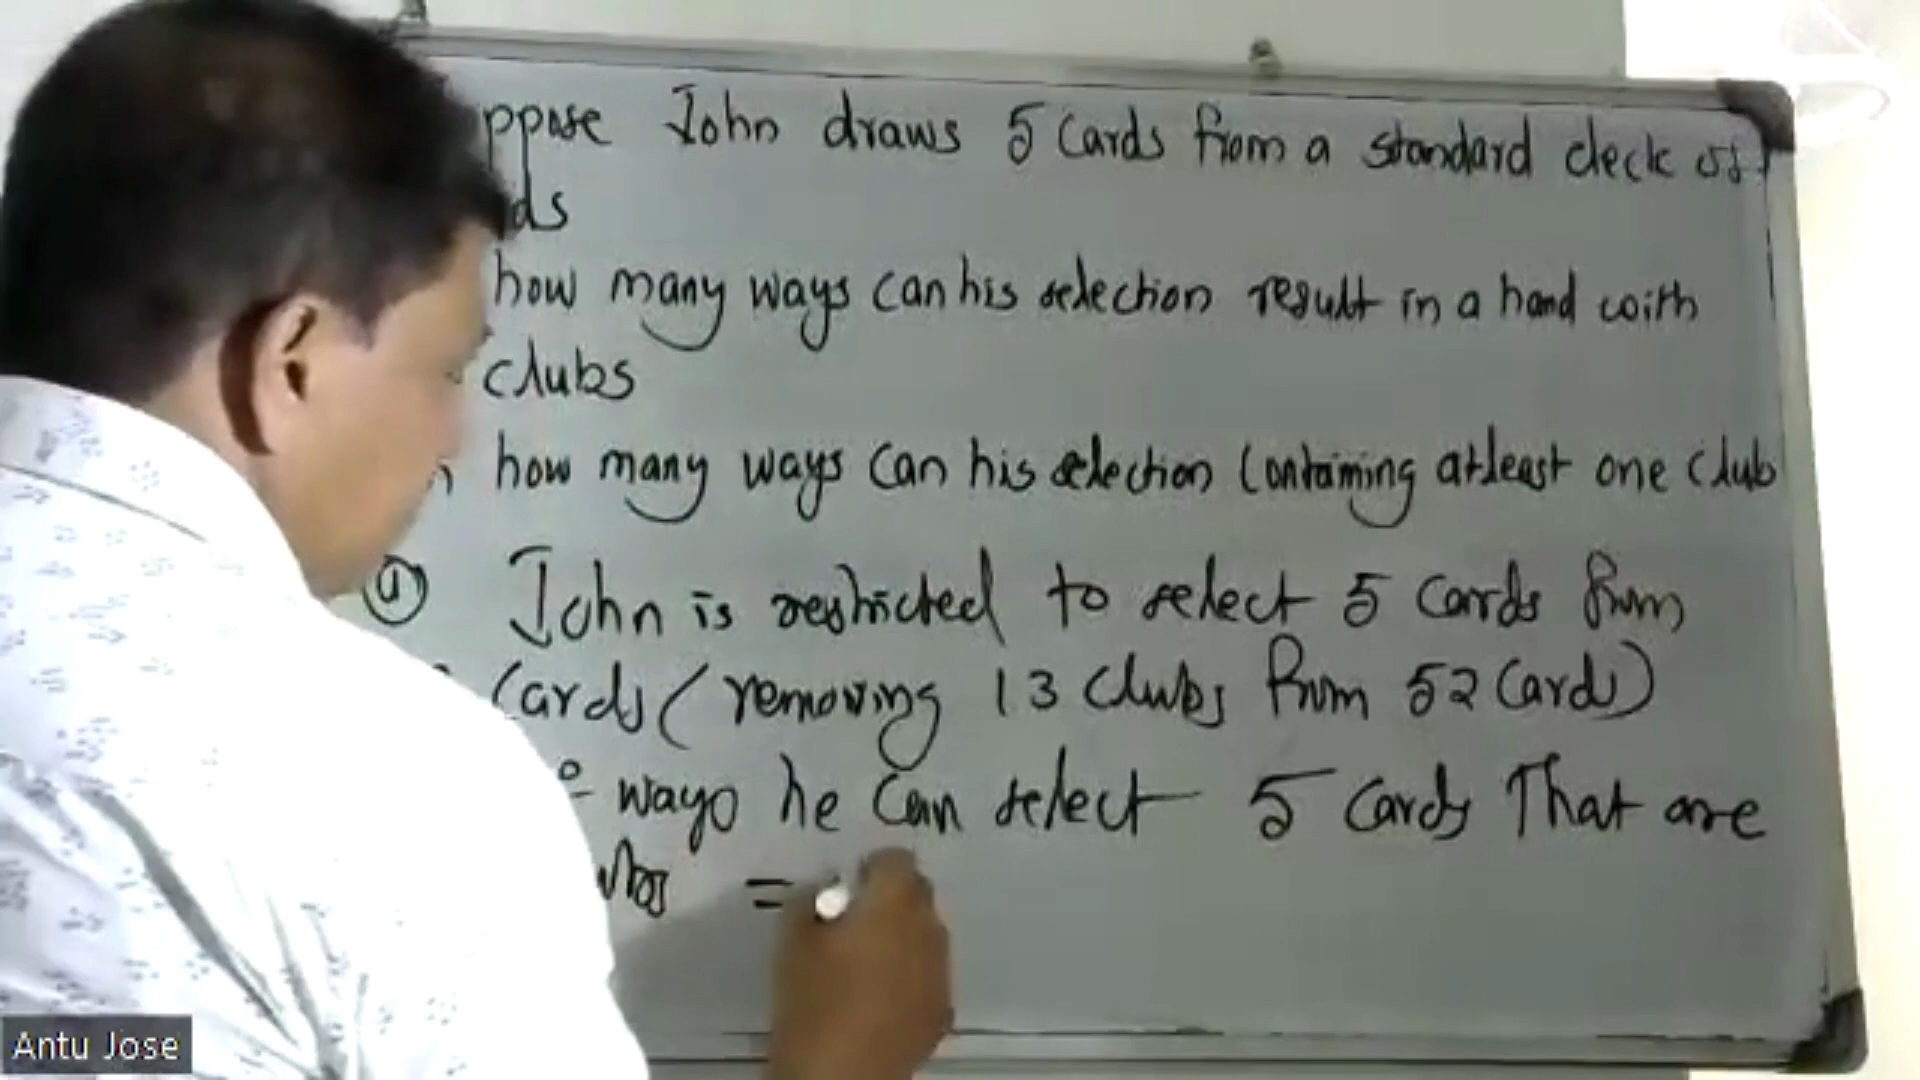 ppose John draws 5 Cards from a standard deck of
ds
how many ways can his selection result in a hand with
clubs
n how many ways can his selection Containing atleast one Club
John is restricted to select 5 Cards from
Cards (removing 13 Clubs from 52 Cards)
ways he can select 5 Cards That are
ubs =
Antu Jose